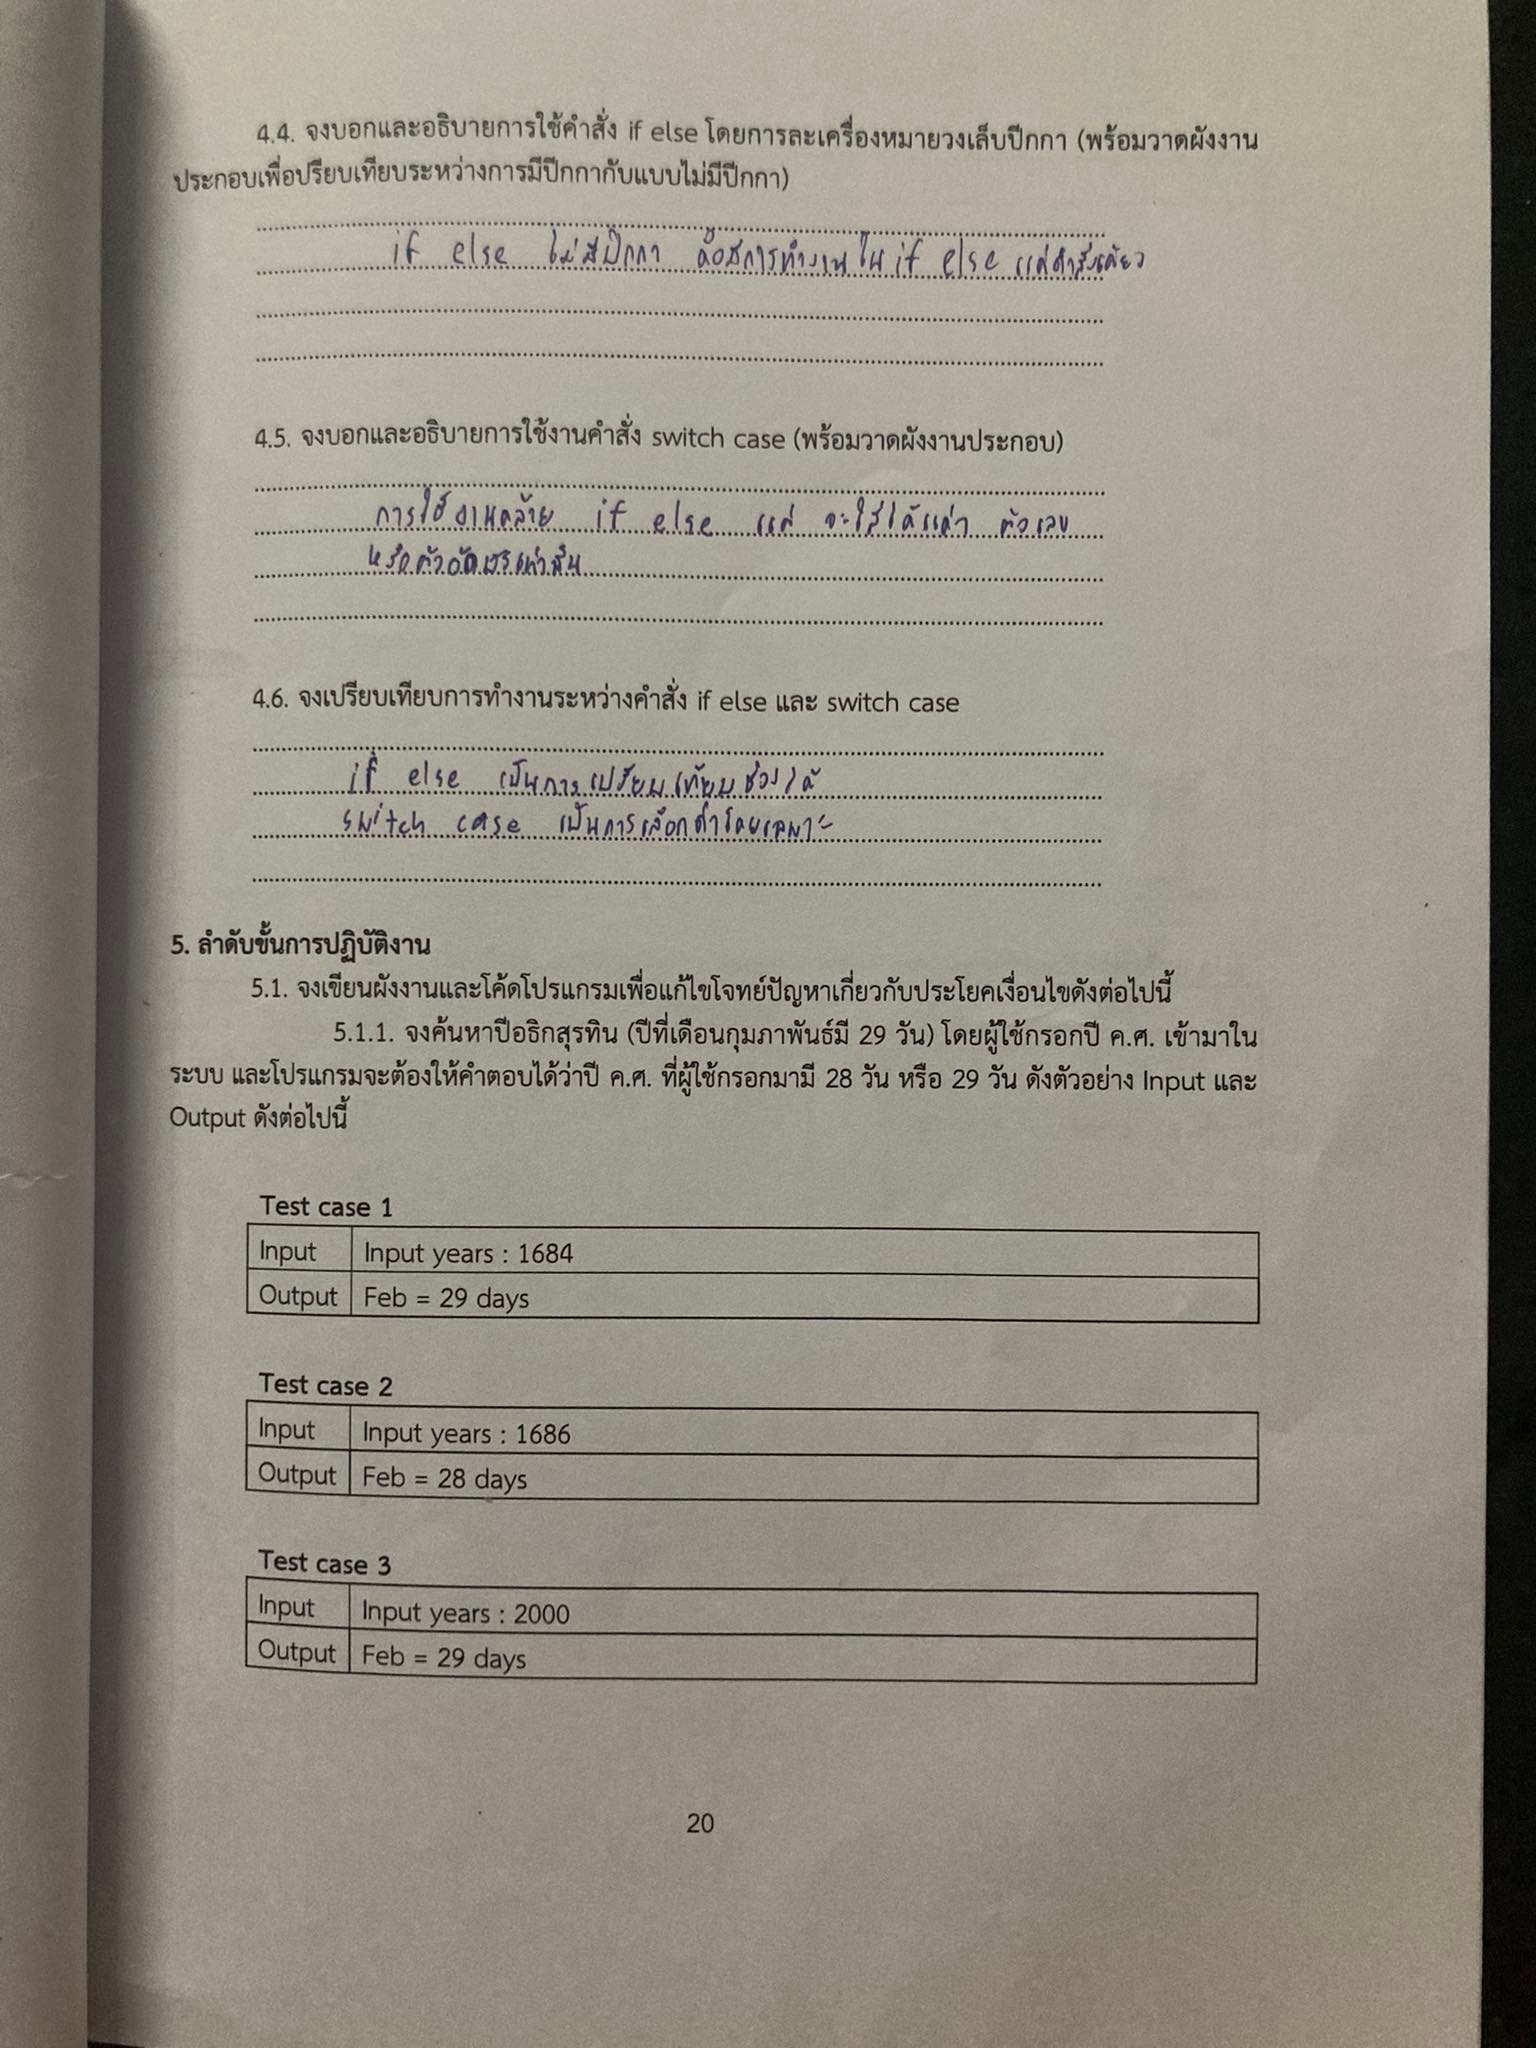 4.4. จงบอกและอธิบายการใช้คำสั่ง if else โดยการละเครื่องหมายวงเล็บปีกกา (พร้อมวาดผังงาน
ประกอบเพื่อปรียบเทียบระหว่างการมีปีกกากับแบบไม่มีปีกกา)
if else ไม่มีปีกกา คือมีการทำงานใน if else แค่คำสั่งเดียว
4.5. จงบอกและอธิบายการใช้งานคำสั่ง switch case (พร้อมวาดผังงานประกอบ)
การใช้งานคล้าย if else แต่ จะใส่ได้แค่ ตัวเลข
หรือตัวอักษรเท่านั้น
4.6. จงเปรียบเทียบการทำงานระหว่างคำสั่ง if else และ switch case
if else เป็นการเปรียบเทียบช่วงได้
switch case เป็นการเลือกค่าโดยเฉพาะ
5. ลำดับขั้นการปฏิบัติงาน
5.1. จงเขียนผังงานและโค้ดโปรแกรมเพื่อแก้ไขโจทย์ปัญหาเกี่ยวกับประโยคเงื่อนไขดังต่อไปนี้
5.1.1. จงค้นหาปีอธิกสุรทิน (ปีที่เดือนกุมภาพันธ์มี 29 วัน) โดยผู้ใช้กรอกปี ค.ศ. เข้ามาใน
ระบบ และโปรแกรมจะต้องให้คำตอบได้ว่าปี ค.ศ. ที่ผู้ใช้กรอกมามี 28 วัน หรือ 29 วัน ดังตัวอย่าง Input และ
Output ดังต่อไปนี้
Test case 1
Input Input years : 1684
Output Feb = 29 days
Test case 2
Input Input years : 1686
Output Feb = 28 days
Test case 3
Input Input years : 2000
Output Feb = 29 days
20